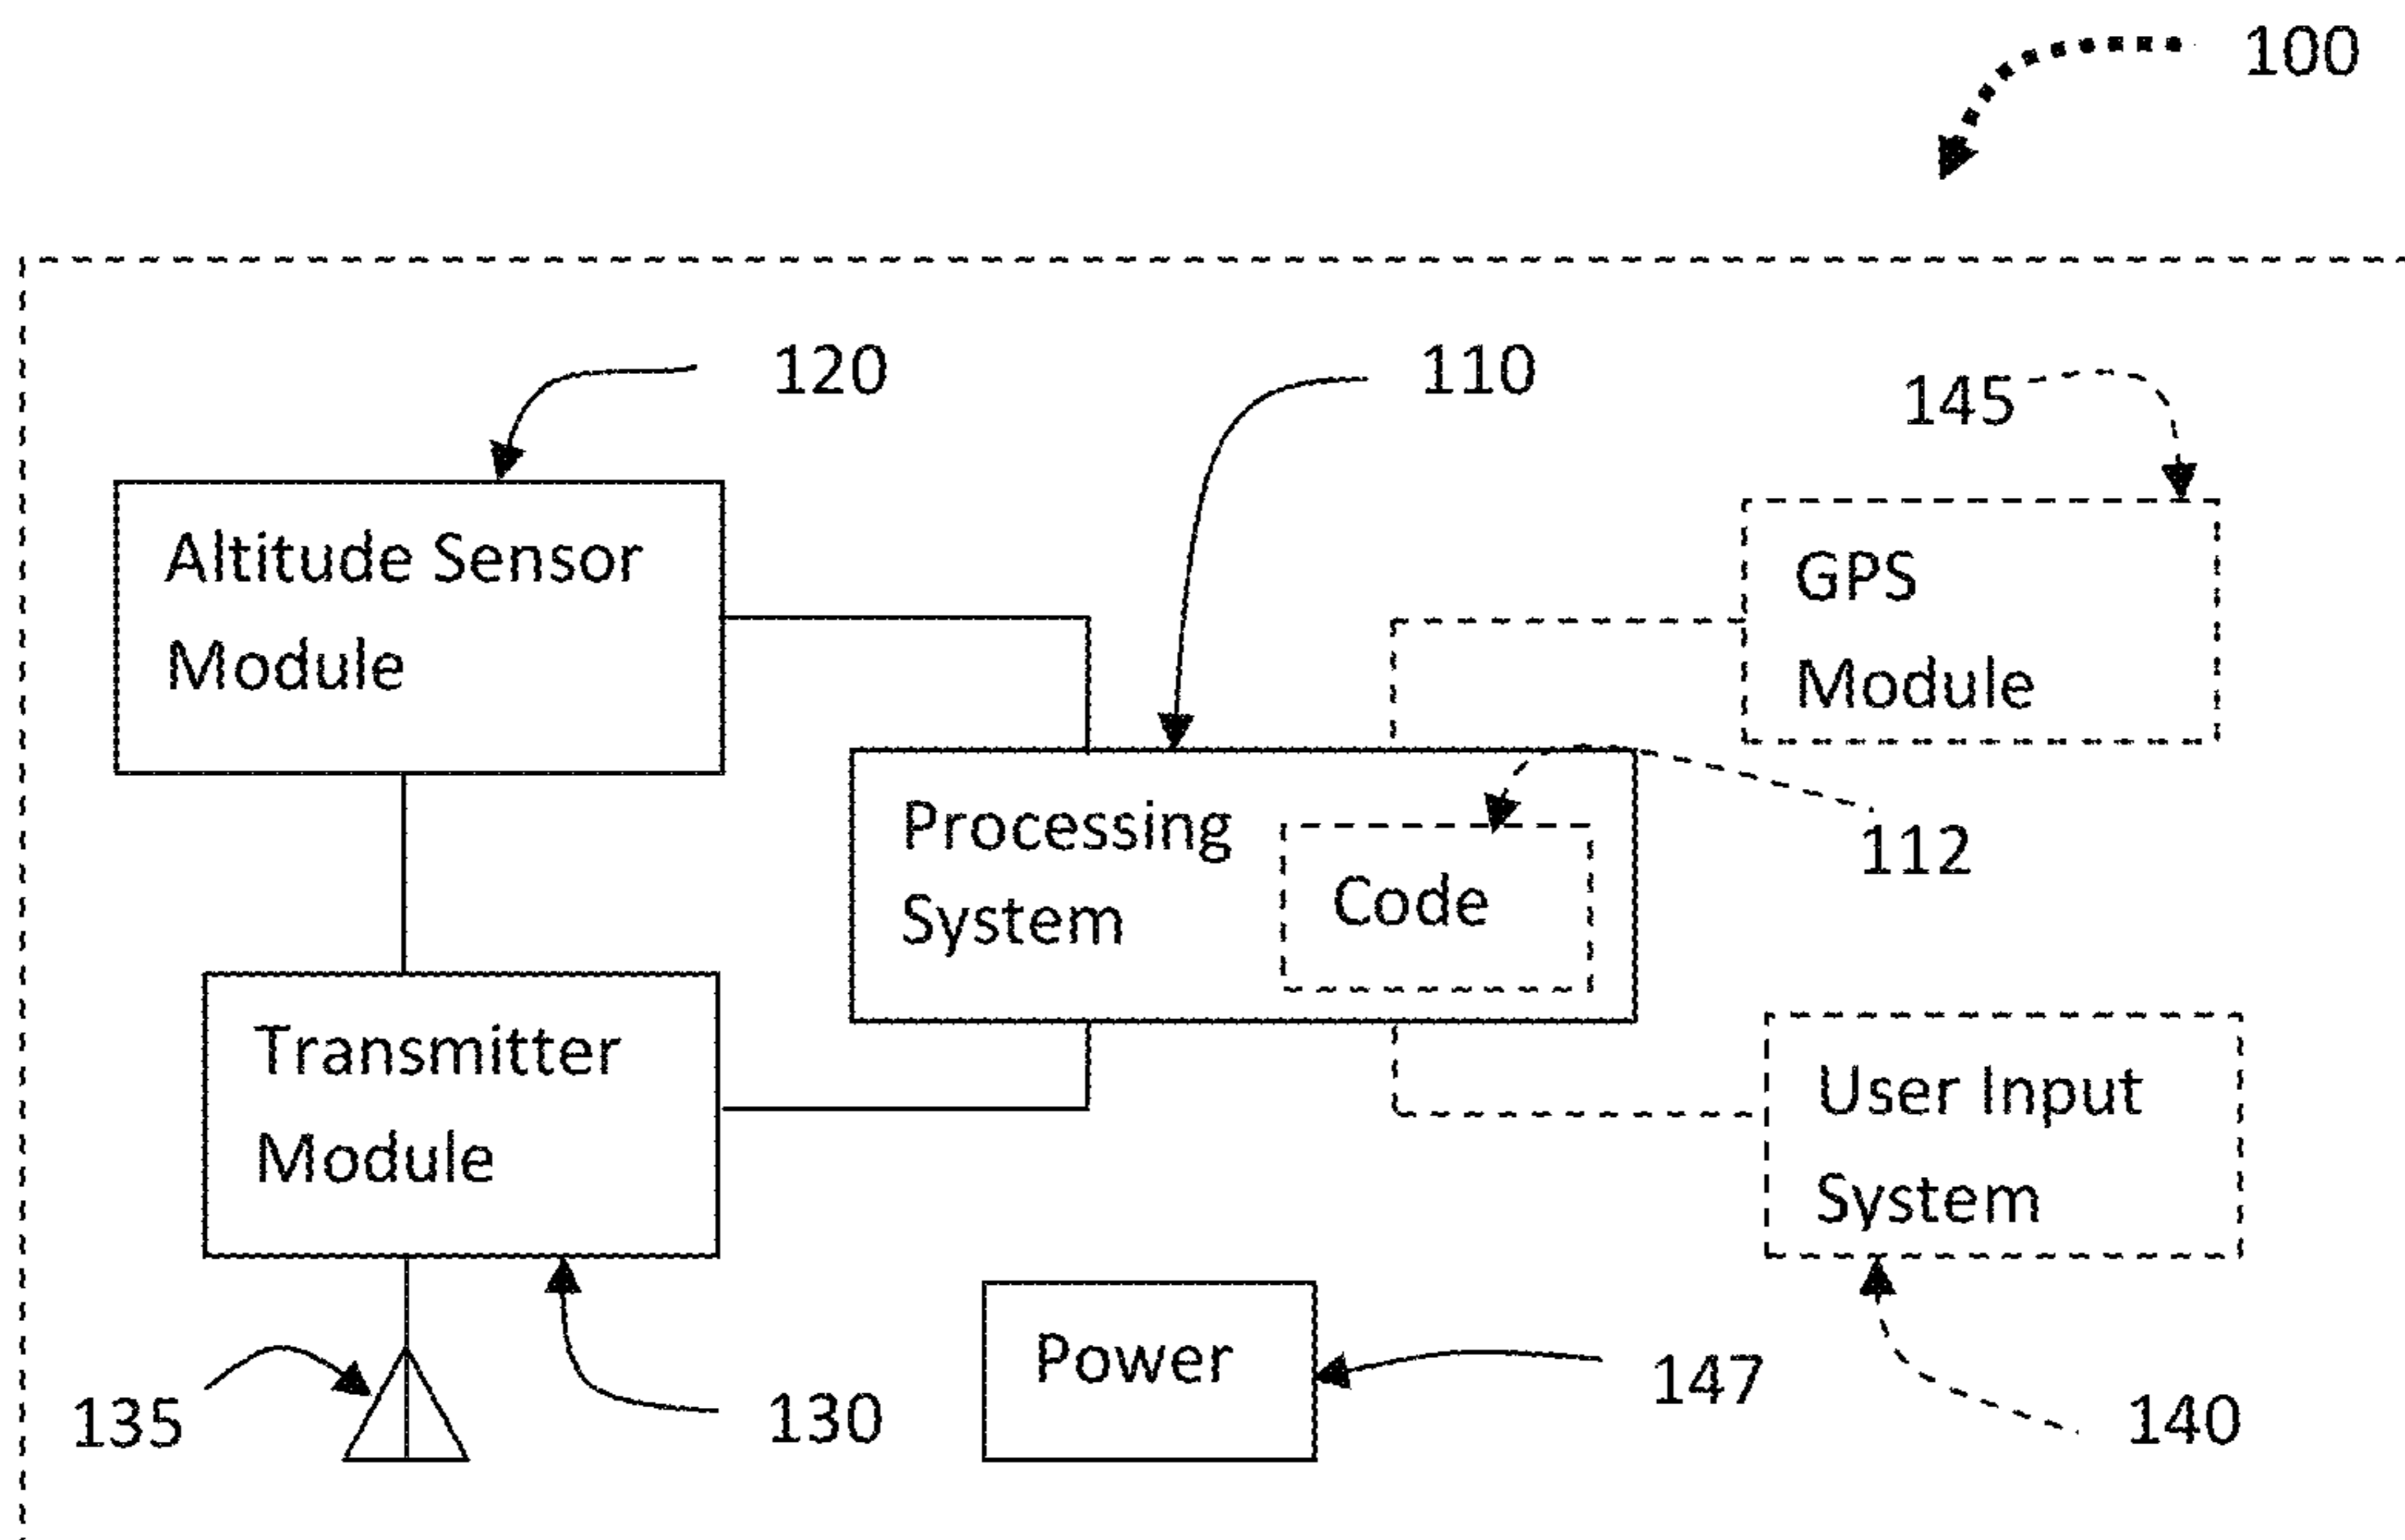 100
120
110
145
Altitude Sensor
Module
GPS
Module
Processing
System
Code
112
Transmitter
Module
User Input
System
Power
135
130
147
140